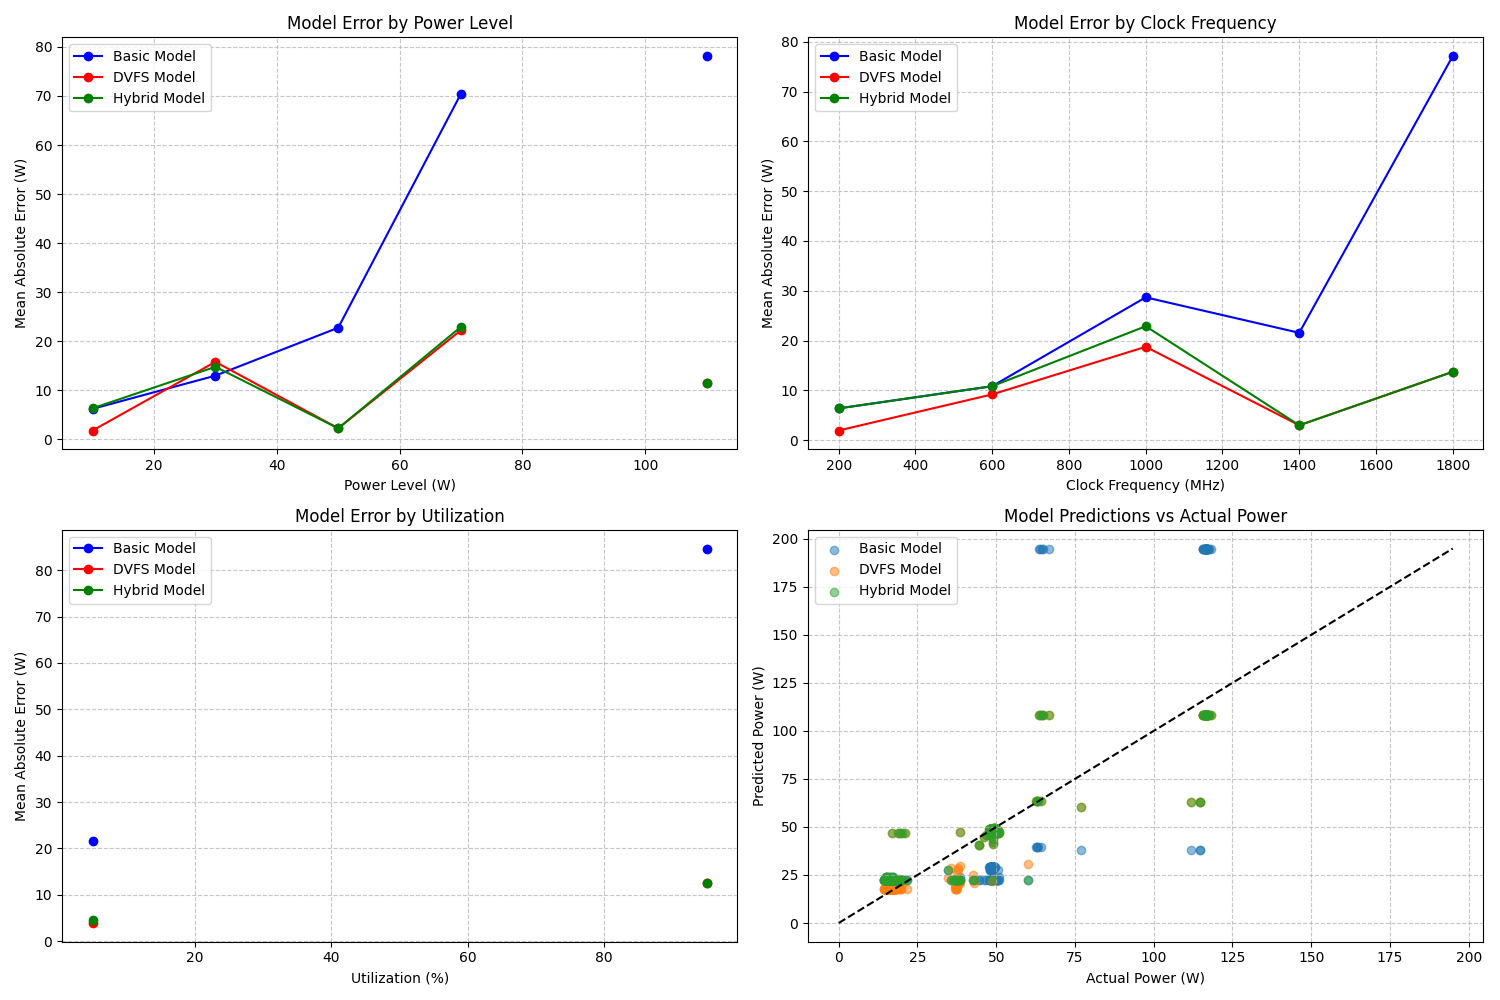 Model Error by Power Level
80
70
60
50
40
30
20
10
0
Mean Absolute Error (W)
Basic Model
DVFS Model
Hybrid Model
20 40 60 80 100
Power Level (W)
Model Error by Clock Frequency
80
70
60
50
40
30
20
10
0
Mean Absolute Error (W)
Basic Model
DVFS Model
Hybrid Model
200 400 600 800 1000 1200 1400 1600 1800
Clock Frequency (MHz)
Model Error by Utilization
80
70
60
50
40
30
20
10
0
Mean Absolute Error (W)
Basic Model
DVFS Model
Hybrid Model
20 40 60 80
Utilization (%)
Model Predictions vs Actual Power
200
175
150
125
100
75
50
25
0
Predicted Power (W)
Basic Model
DVFS Model
Hybrid Model
0 25 50 75 100 125 150 175 200
Actual Power (W)